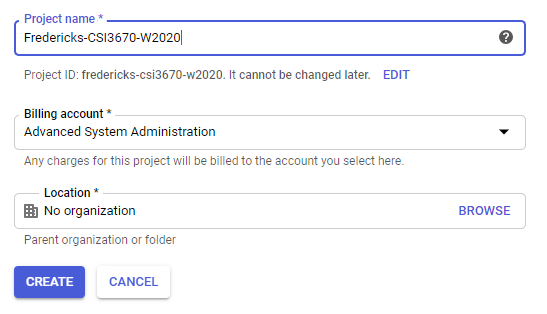 Project name *
Fredericks-CSI3670-W2020
?
Project ID: fredericks-csi3670-w2020. It cannot be changed later. EDIT
Billing account *
Advanced System Administration
Any charges for this project will be billed to the account you select here.
Location *
No organization BROWSE
Parent organization or folder
CREATE CANCEL